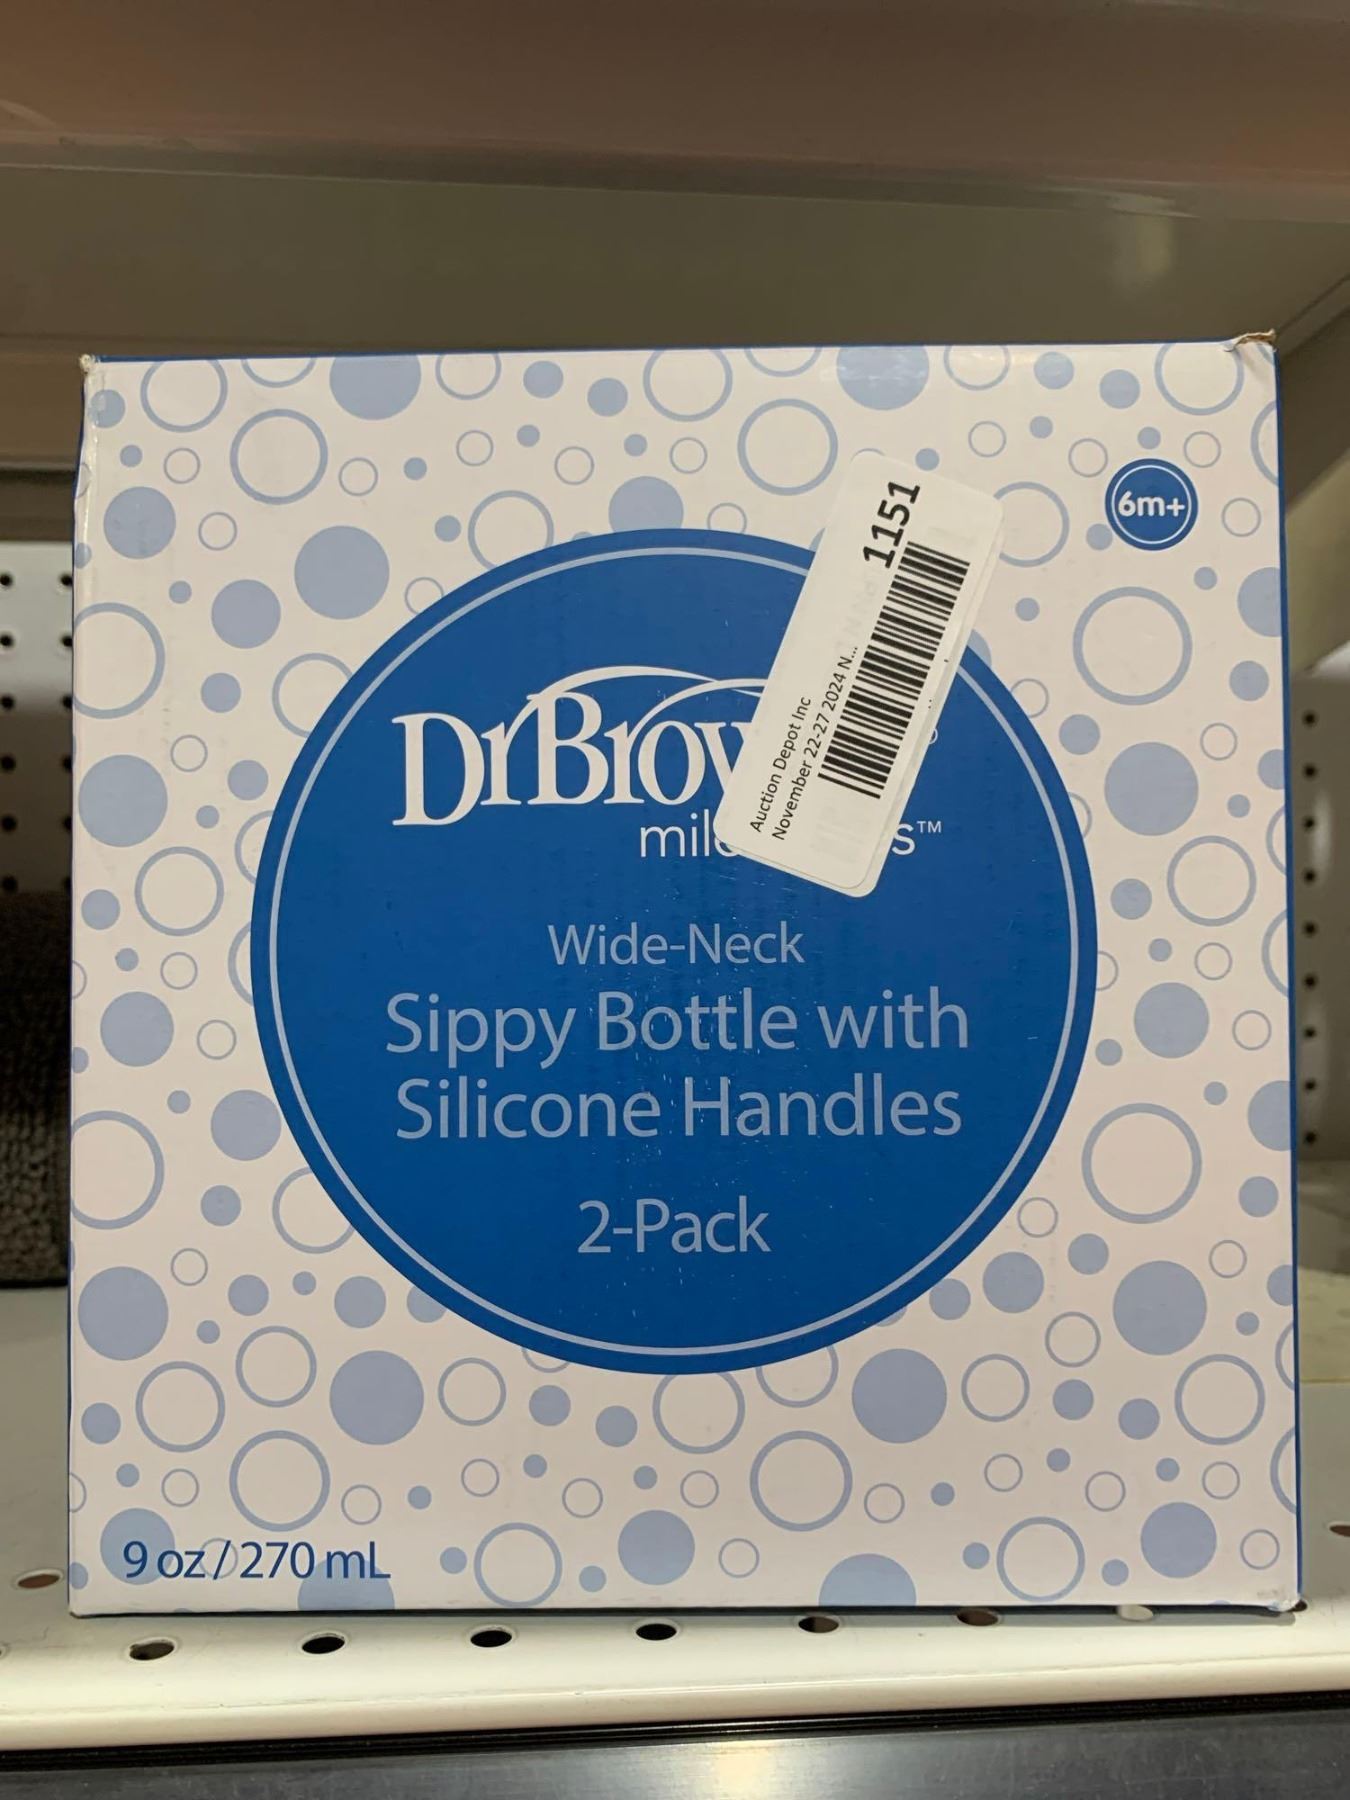 6m+
1151
Auction Depot Inc
November 22-27 2024 N...
DrBrow
mil s™
Wide-Neck
Sippy Bottle with
Silicone Handles
2-Pack
9 oz / 270 mL